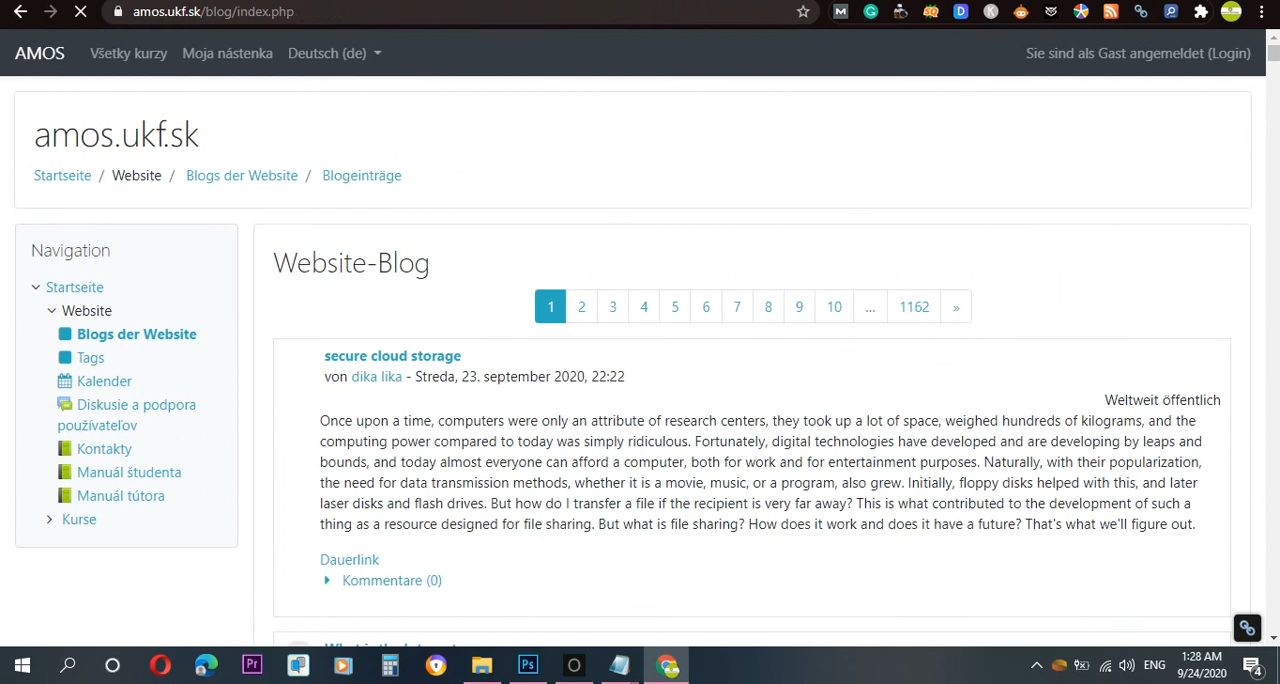 amos.ukf.sk/blog/index.php
AMOS Všetky kurzy Moja nástenka Deutsch (de) Sie sind als Gast angemeldet (Login)
amos.ukf.sk
Startseite / Website / Blogs der Website / Blogeinträge
Navigation
Startseite
Website
Blogs der Website
Tags
Kalender
Diskusie a podpora
používateľov
Kontakty
Manuál študenta
Manuál tútora
Kurse
Website-Blog
1 2 3 4 5 6 7 8 9 10 ... 1162 »
secure cloud storage
von dika lika - Streda, 23. september 2020, 22:22
Weltweit öffentlich
Once upon a time, computers were only an attribute of research centers, they took up a lot of space, weighed hundreds of kilograms, and the
computing power compared to today was simply ridiculous. Fortunately, digital technologies have developed and are developing by leaps and
bounds, and today almost everyone can afford a computer, both for work and for entertainment purposes. Naturally, with their popularization,
the need for data transmission methods, whether it is a movie, music, or a program, also grew. Initially, floppy disks helped with this, and later
laser disks and flash drives. But how do I transfer a file if the recipient is very far away? This is what contributed to the development of such a
thing as a resource designed for file sharing. But what is file sharing? How does it work and does it have a future? That's what we'll figure out.
Dauerlink
Kommentare (0)
ENG
1:28 AM
9/24/2020
4